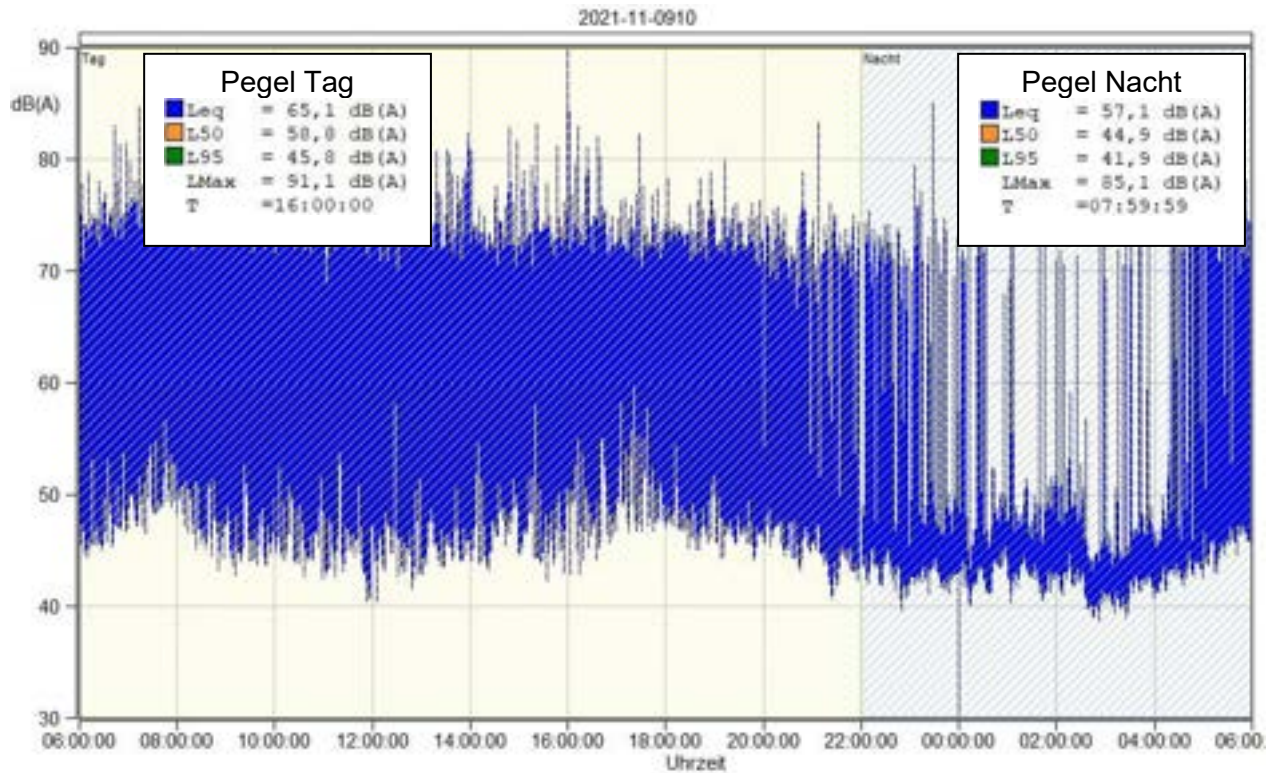 2021-11-0910
90
80
70
60
50
40
30
dB(A)
Tag
Pegel Tag
Leq = 65,1 dB(A)
L50 = 58,8 dB(A)
L95 = 45,8 dB(A)
LMax = 91,1 dB(A)
T =16:00:00
Nacht
Pegel Nacht
Leq = 57,1 dB(A)
L50 = 44,9 dB(A)
L95 = 41,9 dB(A)
LMax = 85,1 dB(A)
T =07:59:59
06:00:00 08:00:00 10:00:00 12:00:00 14:00:00 16:00:00 18:00:00 20:00:00 22:00:00 00:00:00 02:00:00 04:00:00 06:00:
Uhrzeit